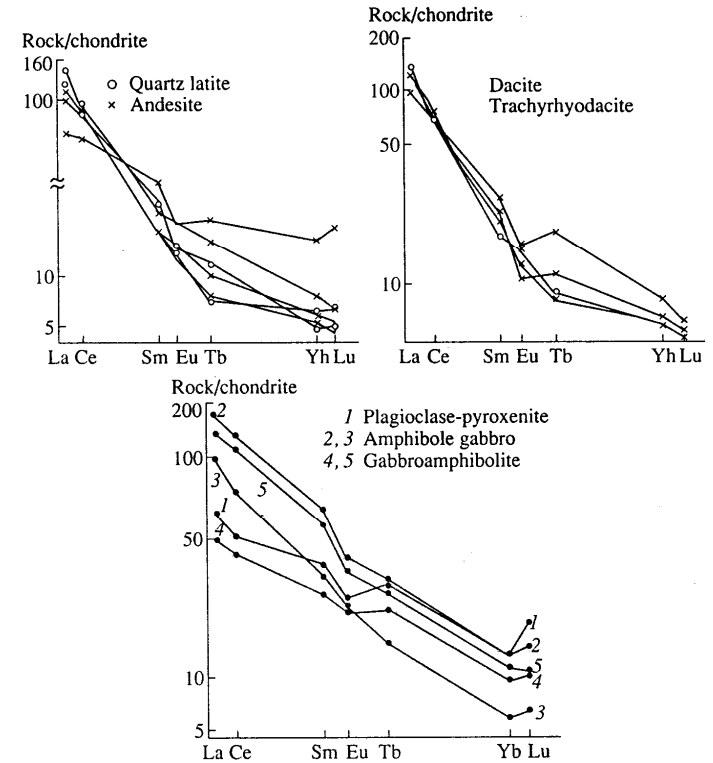 Rock/chondrite
160
100
10
5
o Quartz latite
× Andesite
La Ce Sm Eu Tb Yh Lu
Rock/chondrite
200
100
50
10
Dacite
Trachyrhyodacite
La Ce Sm Eu Tb Yh Lu
Rock/chondrite
200
100
50
10
5
1 Plagioclase-pyroxenite
2, 3 Amphibole gabbro
4, 5 Gabbroamphibolite
2
3
5
1
4
1
2
5
4
3
La Ce Sm Eu Tb Yb Lu